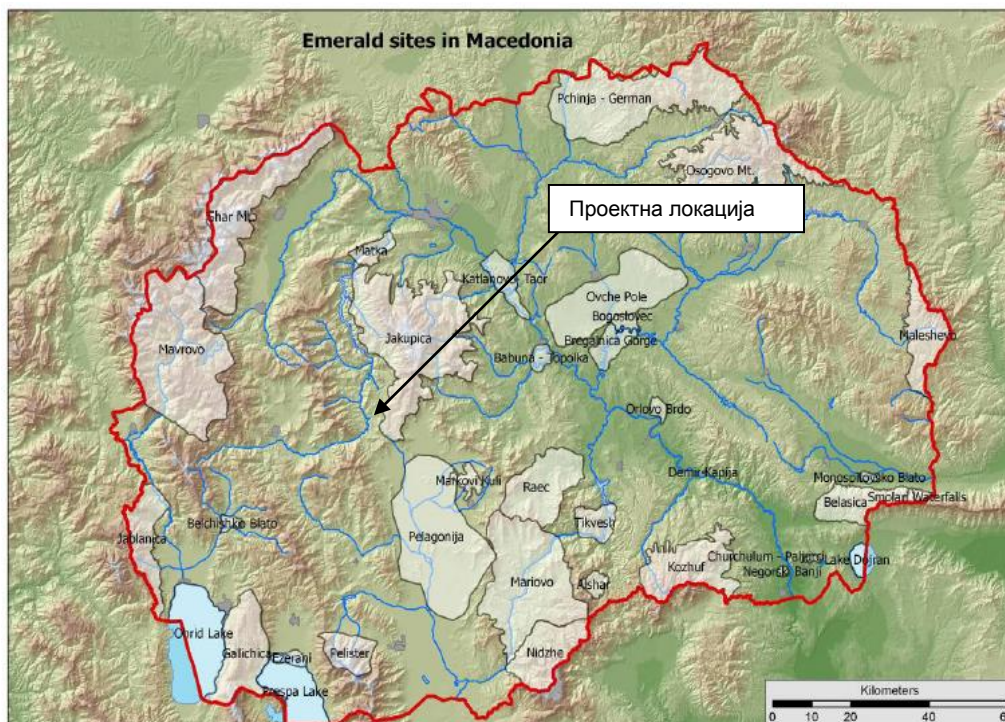 Emerald sites in Macedonia
Pchinja - German
Osogovo Mt.
Проектна локација
Shar Mt.
Matka
Katlanovo - Taor
Ovche Pole
Bogoslovec
Bregalnica Gorge
Jakupica
Mavrovo
Maleshevo
Babuna - Topolka
Orlovo Brdo
Demir Kapija
Monospitovsko Blato
Markovi Kuli
Raec
Belasica
Smolari Waterfalls
Belchishko Blato
Tikvesh
Jablanica
Pelagonija
Churchulum - Paljorci
Lake Dojran
Kozhuf
Negorski Banji
Mariovo
Alshar
Ohrid Lake
Galichica
Ezerani
Pelister
Nidzhe
Prespa Lake
Kilometers
0 10 20 40